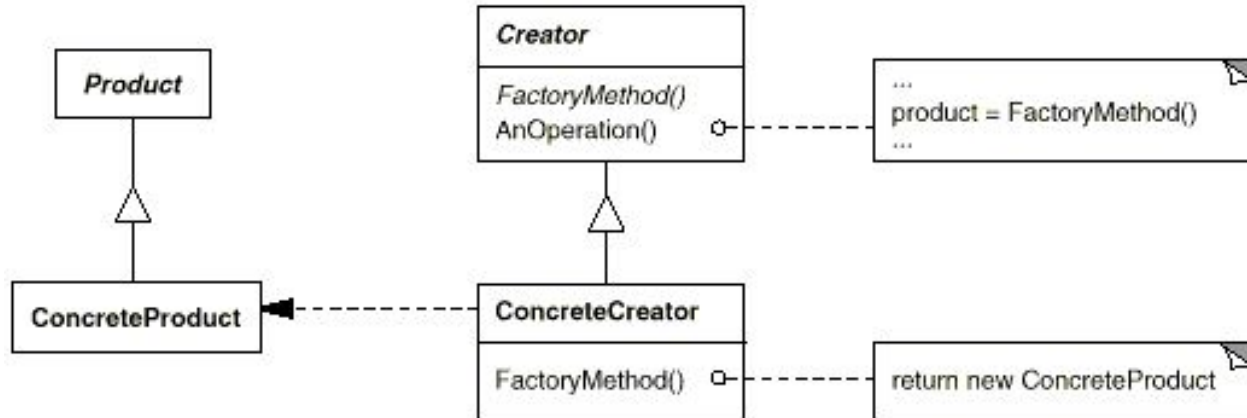 Product
ConcreteProduct
Creator
FactoryMethod()
AnOperation()
...
product = FactoryMethod()
...
ConcreteCreator
FactoryMethod()
return new ConcreteProduct